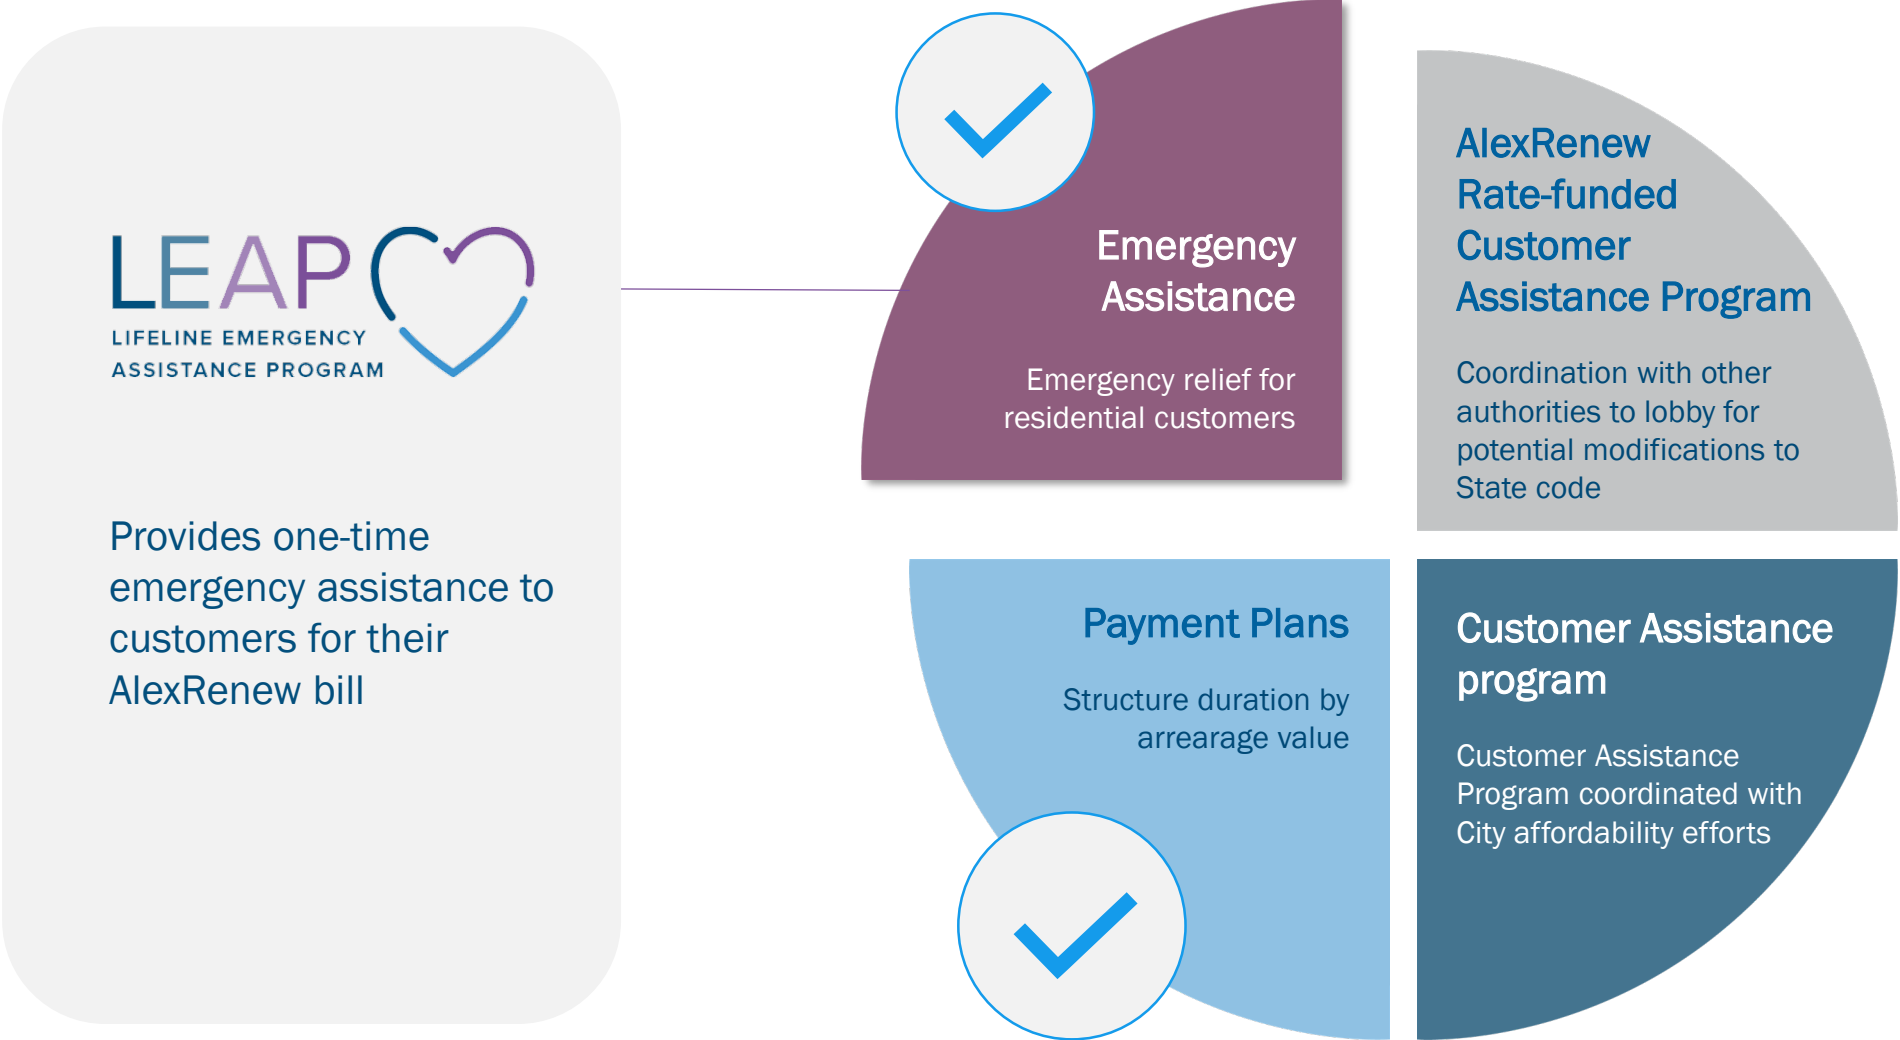 LEAP
LIFELINE EMERGENCY
ASSISTANCE PROGRAM
Provides one-time
emergency assistance to
customers for their
AlexRenew bill
Emergency
Assistance
Emergency relief for
residential customers
AlexRenew
Rate-funded
Customer
Assistance Program
Coordination with other
authorities to lobby for
potential modifications to
State code
Payment Plans
Structure duration by
arrearage value
Customer Assistance
program
Customer Assistance
Program coordinated with
City affordability efforts